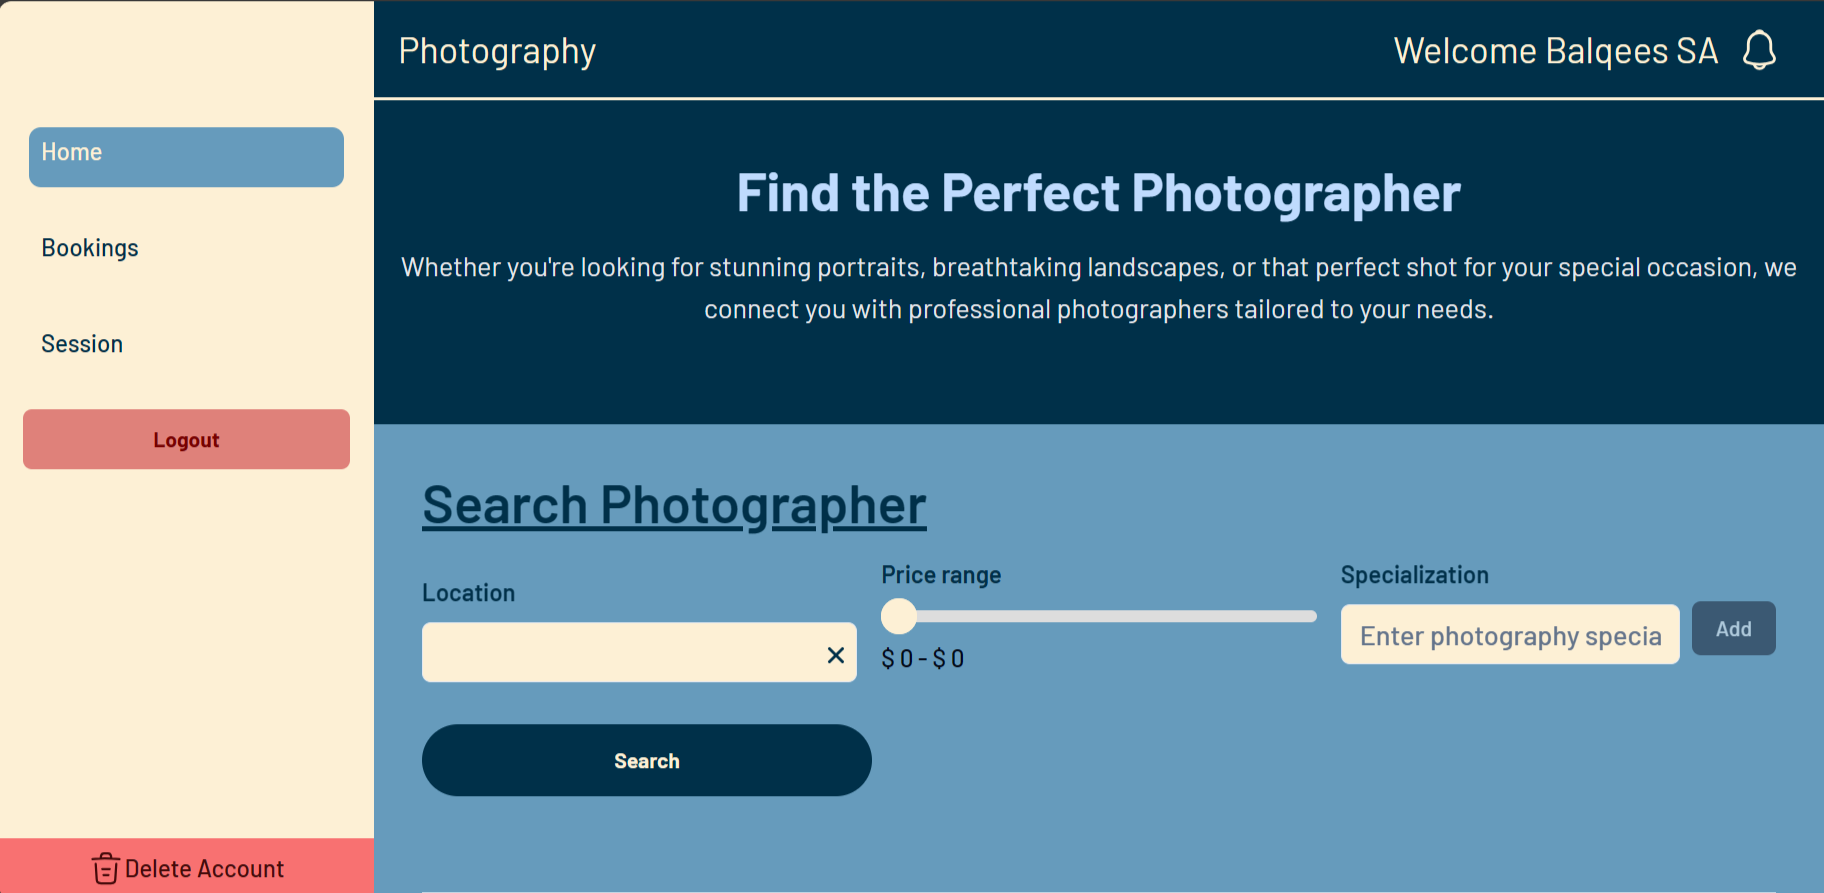 Photography
Welcome Balqees SA
Home
Bookings
Session
Logout
Delete Account
Find the Perfect Photographer
Whether you're looking for stunning portraits, breathtaking landscapes, or that perfect shot for your special occasion, we
connect you with professional photographers tailored to your needs.
Search Photographer
Location
Price range
$ 0 - $ 0
Specialization
Enter photography specia
Add
Search